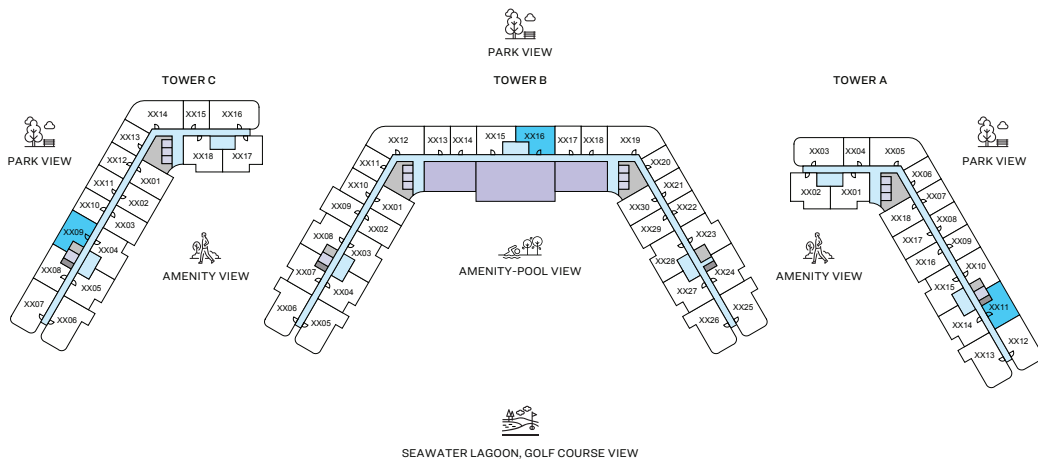 PARK VIEW
TOWER C
TOWER B
TOWER A
PARK VIEW
PARK VIEW
XX14
XX15
XX16
XX13
XX12
XX11
XX10
XX09
XX08
XX07
XX06
XX05
XX04
XX03
XX02
XX01
XX18
XX17
AMENITY VIEW
XX12
XX13
XX14
XX15
XX16
XX17
XX18
XX19
XX11
XX10
XX09
XX08
XX07
XX06
XX05
XX04
XX03
XX02
XX01
XX20
XX21
XX22
XX23
XX24
XX25
XX26
XX27
XX28
XX29
XX30
AMENITY-POOL VIEW
XX03
XX04
XX05
XX02
XX01
XX06
XX07
XX08
XX09
XX10
XX11
XX12
XX13
XX14
XX15
XX16
XX17
XX18
AMENITY VIEW
SEAWATER LAGOON, GOLF COURSE VIEW